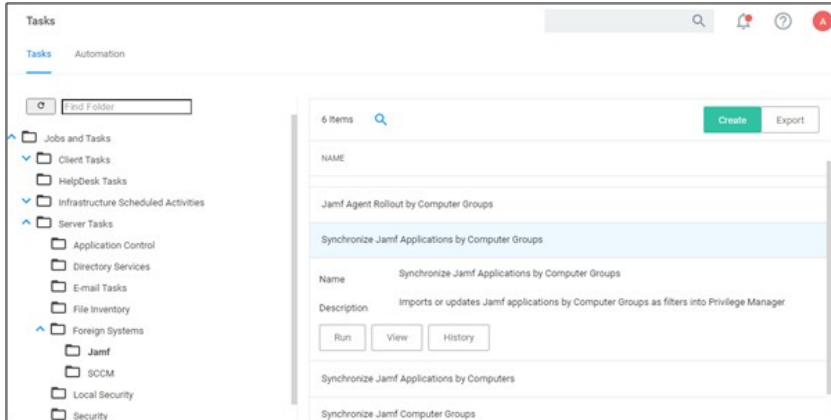 Tasks
A
Tasks Automation
Find Folder
Jobs and Tasks
Client Tasks
HelpDesk Tasks
Infrastructure Scheduled Activities
Server Tasks
Application Control
Directory Services
E-mail Tasks
File Inventory
Foreign Systems
Jamf
SCCM
Local Security
Security
6 Items
Create Export
NAME
Jamf Agent Rollout by Computer Groups
Synchronize Jamf Applications by Computer Groups
Name Synchronize Jamf Applications by Computer Groups
Description Imports or updates Jamf applications by Computer Groups as filters into Privilege Manager
Run View History
Synchronize Jamf Applications by Computers
Synchronize Jamf Computer Groups